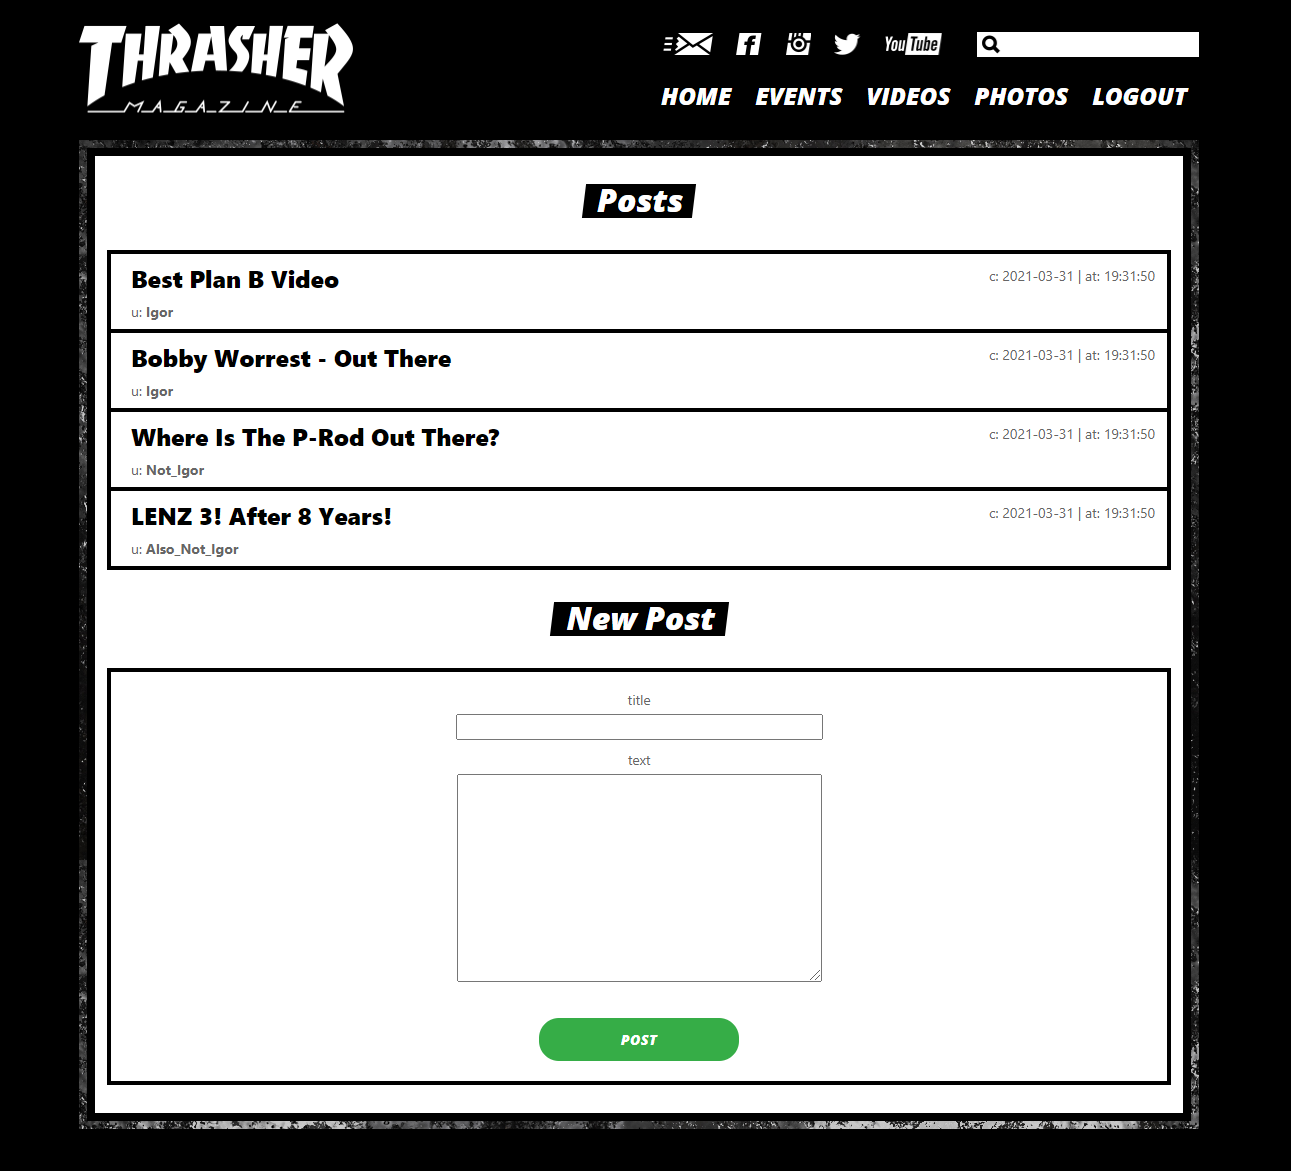 THRASHER
MAGAZINE
YouTube
HOME EVENTS VIDEOS PHOTOS LOGOUT
Posts
Best Plan B Video
c: 2021-03-31 | at: 19:31:50
u: Igor
Bobby Worrest - Out There
c: 2021-03-31 | at: 19:31:50
u: Igor
Where Is The P-Rod Out There?
c: 2021-03-31 | at: 19:31:50
u: Not_Igor
LENZ 3! After 8 Years!
c: 2021-03-31 | at: 19:31:50
u: Also_Not_Igor
New Post
title
text
POST